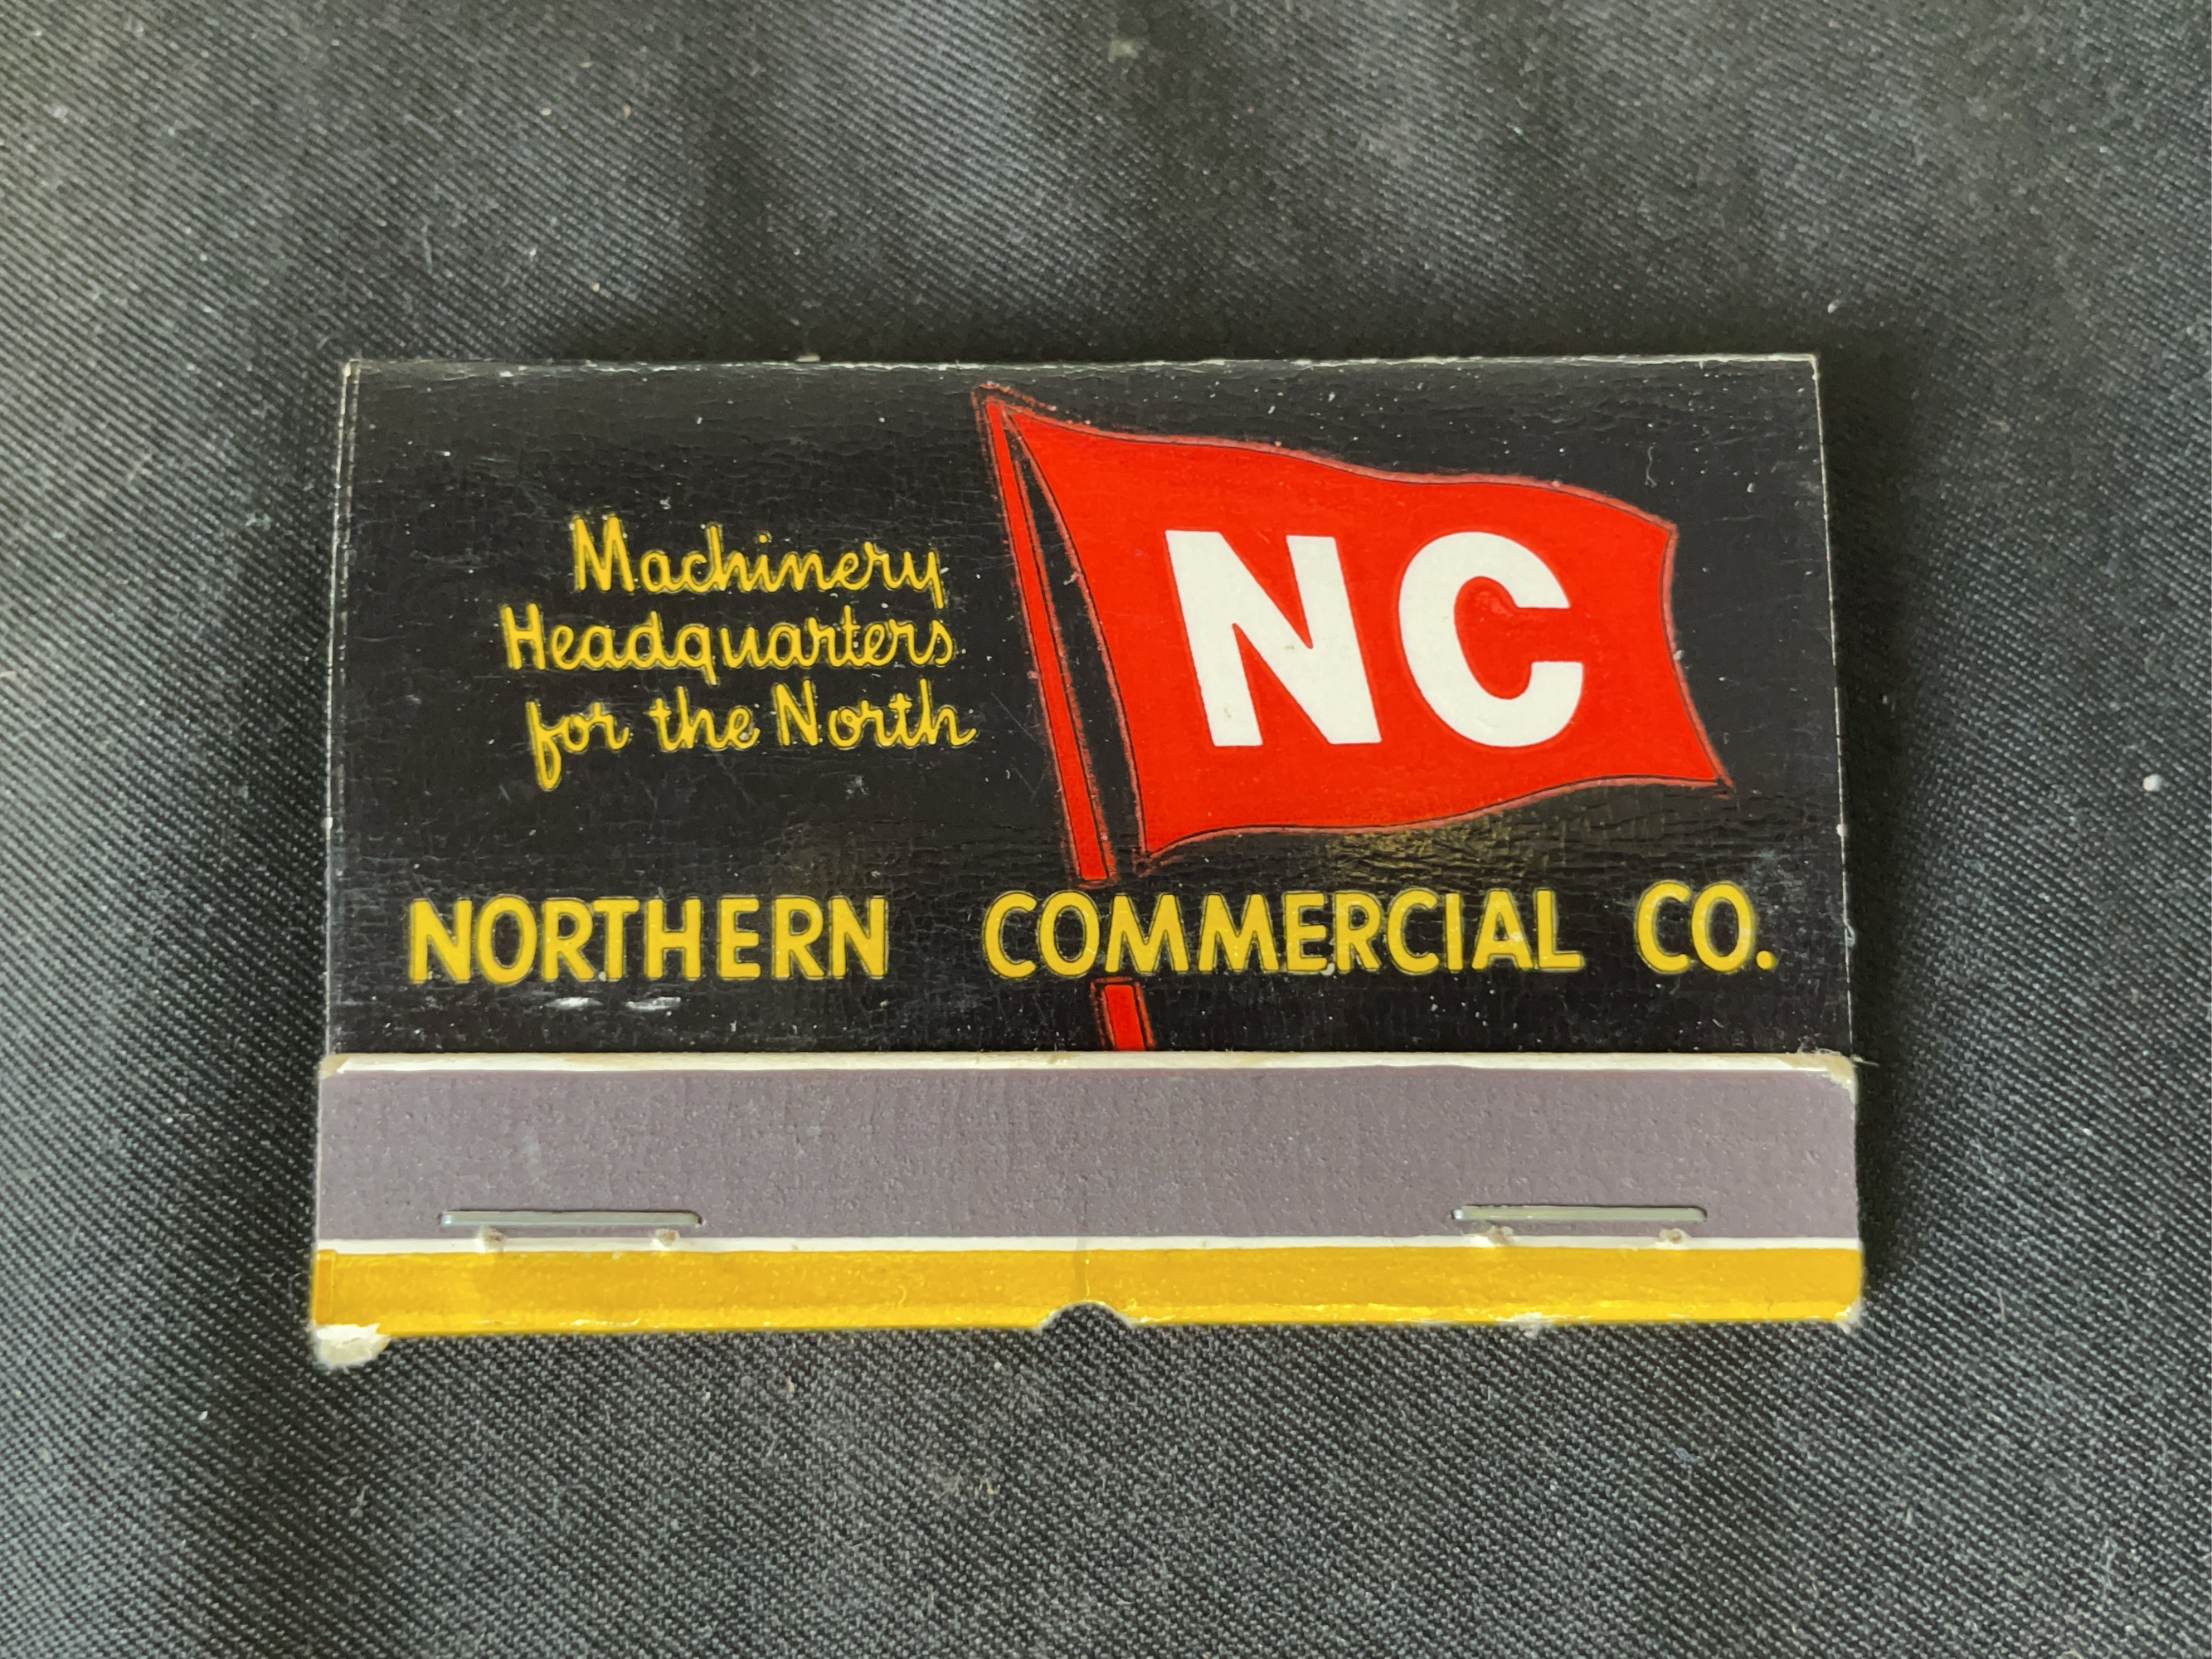 Machinery
Headquarters
for the North
NC
NORTHERN COMMERCIAL CO.